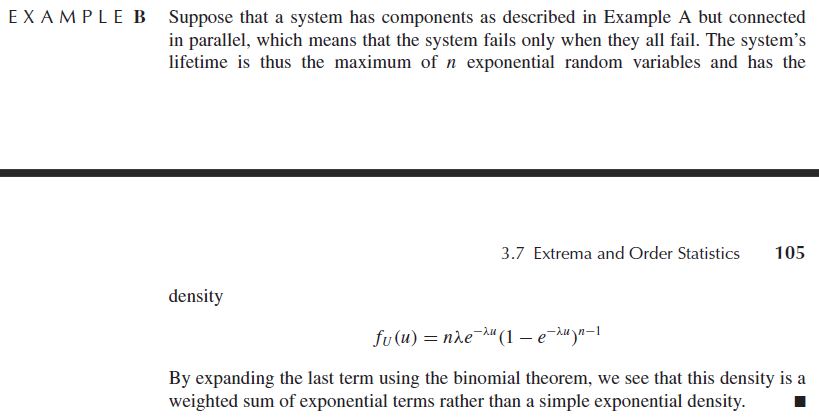 EXAMPLE B Suppose that a system has components as described in Example A but connected
in parallel, which means that the system fails only when they all fail. The system's
lifetime is thus the maximum of n exponential random variables and has the
3.7 Extrema and Order Statistics 105
density
f_U(u) = nλe^{−λu}(1 − e^{−λu})^{n−1}
By expanding the last term using the binomial theorem, we see that this density is a
weighted sum of exponential terms rather than a simple exponential density. ■